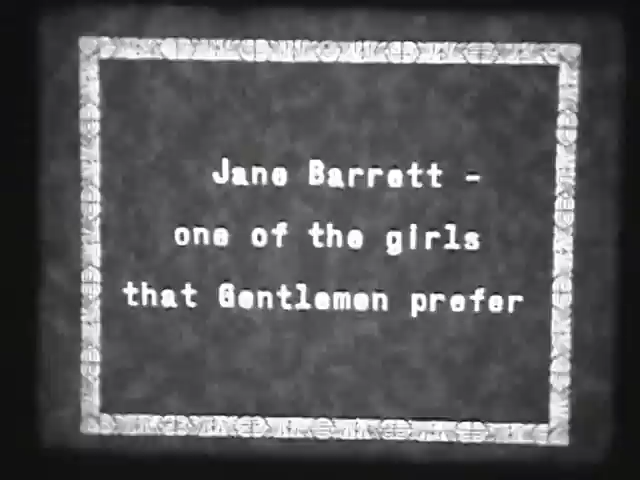 Jane Barrett -
one of the girls
that Gentlemen prefer